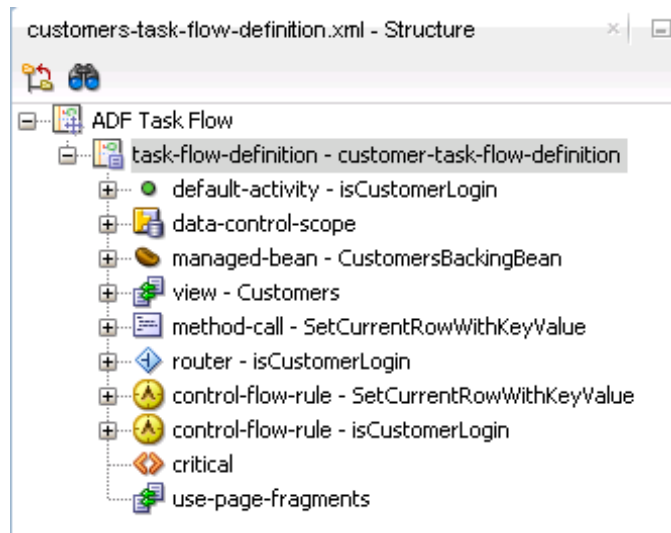 customers-task-flow-definition.xml - Structure
ADF Task Flow
task-flow-definition - customer-task-flow-definition
default-activity - isCustomerLogin
data-control-scope
managed-bean - CustomersBackingBean
view - Customers
method-call - SetCurrentRowWithKeyValue
router - isCustomerLogin
control-flow-rule - SetCurrentRowWithKeyValue
control-flow-rule - isCustomerLogin
critical
use-page-fragments